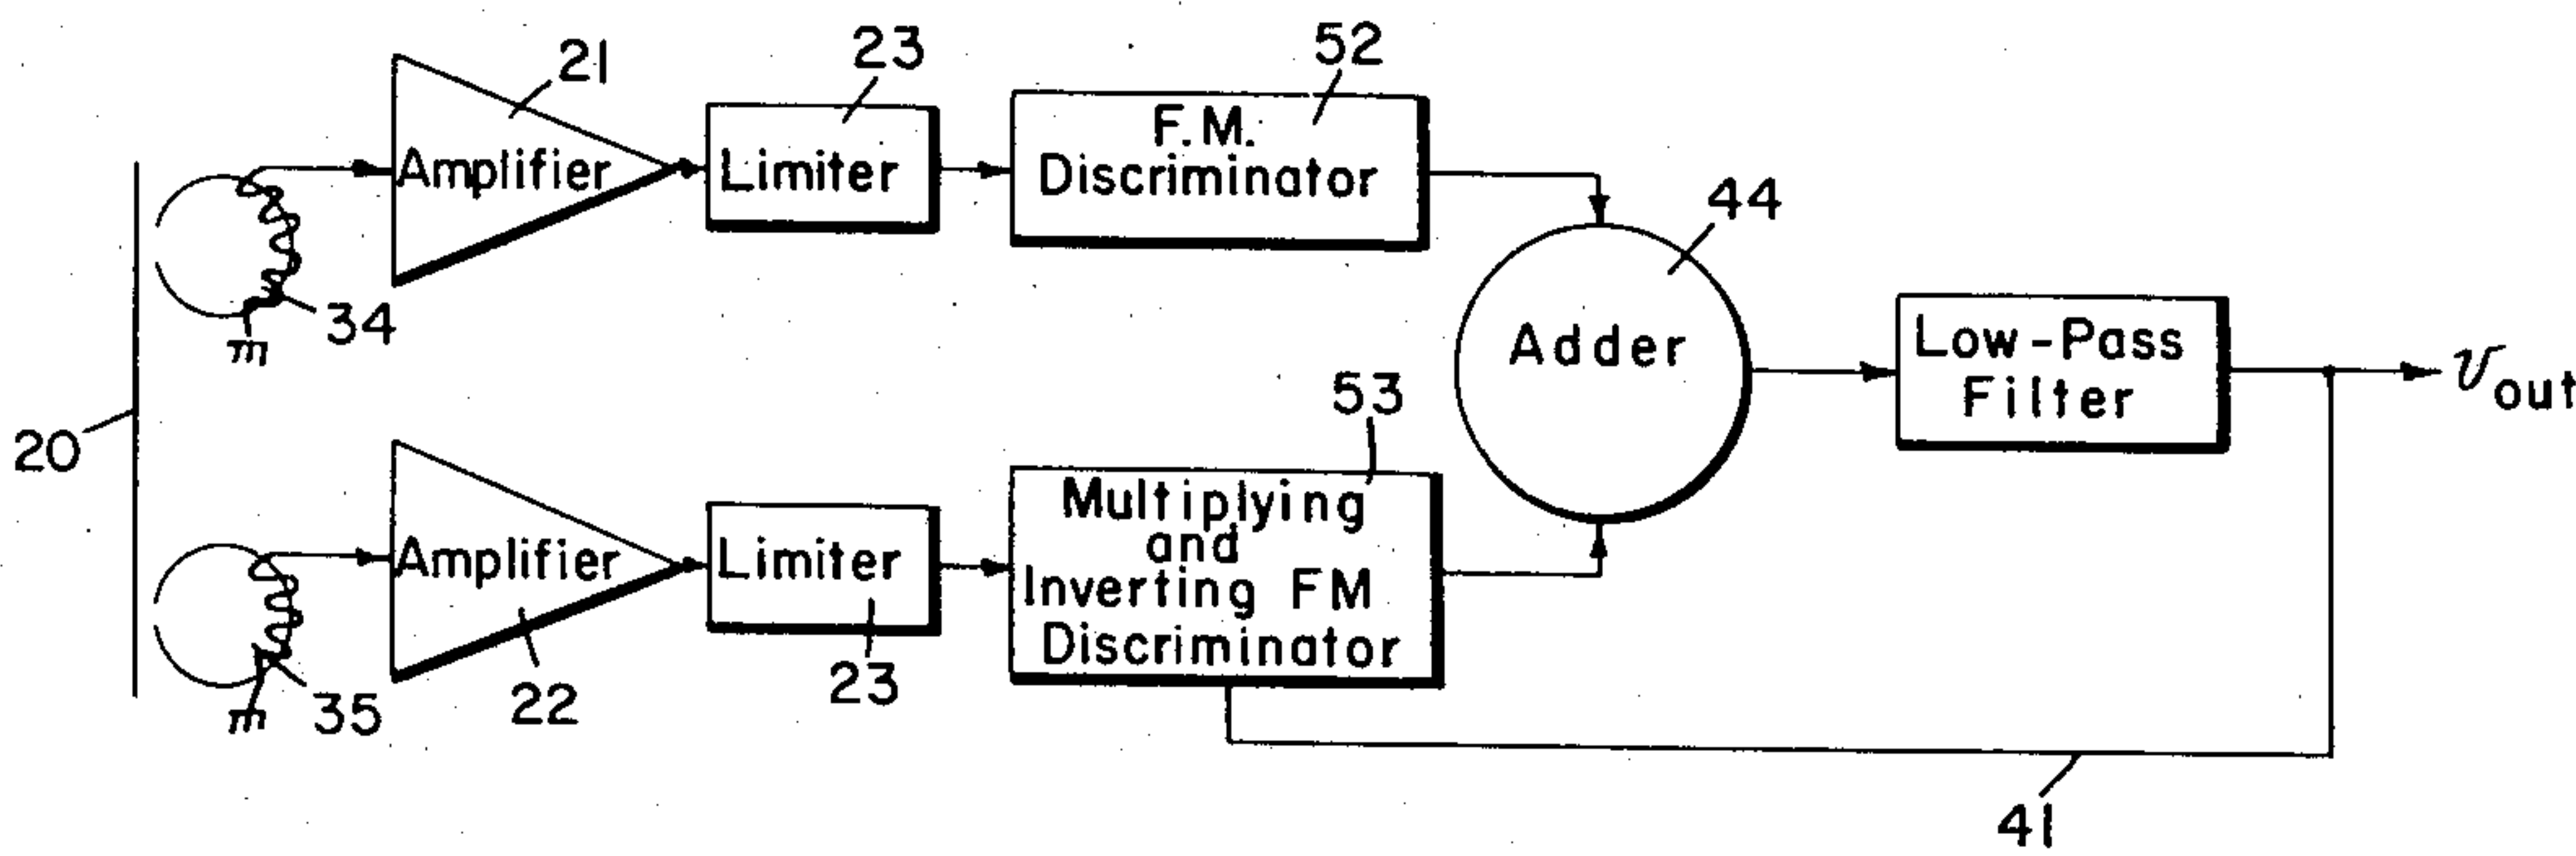 21
23
52
Amplifier
Limiter
F.M.
Discriminator
44
34
Adder
Low-Pass
Filter
v out
20
53
Amplifier
Limiter
Multiplying
and
Inverting FM
Discriminator
35
22
23
41